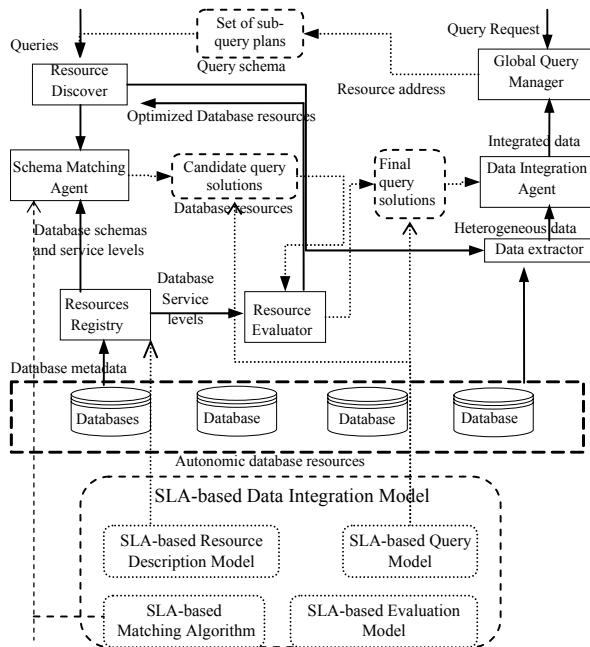 Queries
Set of sub-
query plans
Query Request
Query schema
Resource
Discover
Resource address
Global Query
Manager
Optimized Database resources
Integrated data
Schema Matching
Agent
Candidate query
solutions
Final
query
solutions
Data Integration
Agent
Database resources
Database schemas
and service levels
Heterogeneous data
Data extractor
Database
Service
levels
Resources
Registry
Resource
Evaluator
Database metadata
Databases
Database
Database
Database
Autonomic database resources
SLA-based Data Integration Model
SLA-based Resource
Description Model
SLA-based Query
Model
SLA-based
Matching Algorithm
SLA-based Evaluation
Model